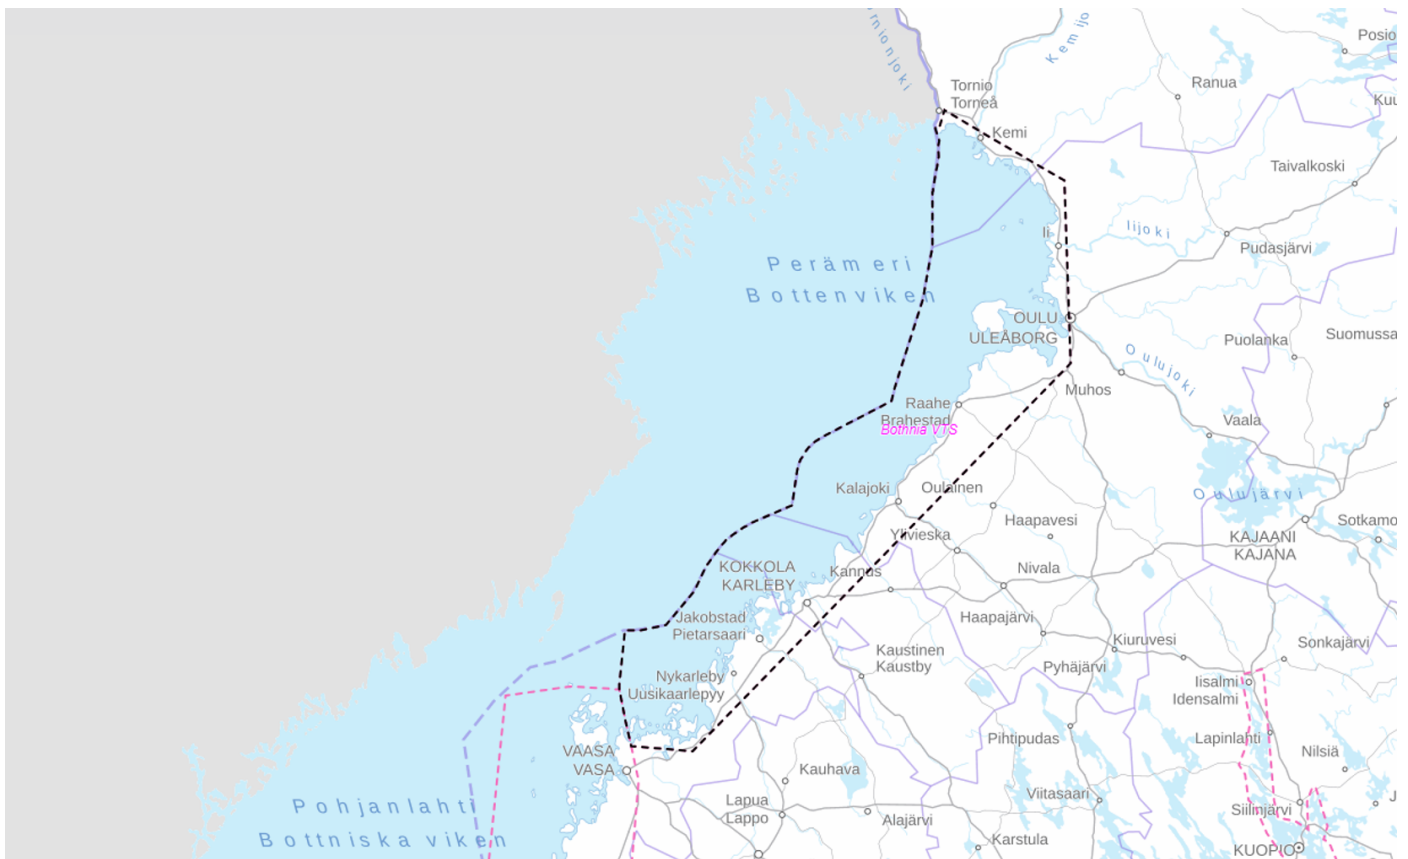 rnionjoki
Kemijo
Posio
Tornio
Torneå
Ranua
Kuu
Kemi
Taivalkoski
Ii
Iijoki
Pudasjärvi
Perämeri
Bottenviken
OULU
ULEÅBORG
Oulujoki
Puolanka
Suomussa
Muhos
Raahe
Brahestad
Bothnia VTS
Vaala
Kalajoki
Oulainen
Oulujärvi
Haapavesi
Sotkamo
Ylivieska
KAJAANI
KAJANA
KOKKOLA
KARLEBY
Kannus
Nivala
Jakobstad
Pietarsaari
Haapajärvi
Kiuruvesi
Sonkajärvi
Kaustinen
Kaustby
Pyhäjärvi
Nykarleby
Uusikaarlepyy
Iisalmi
Idensalmi
Pihtipudas
Lapinlahti
Nilsiä
VAASA
VASA
Kauhava
Viitasaari
Pohjanlahti
Bottniska viken
Lapua
Lappo
Alajärvi
Siilinjärvi
J
Karstula
KUOPIO